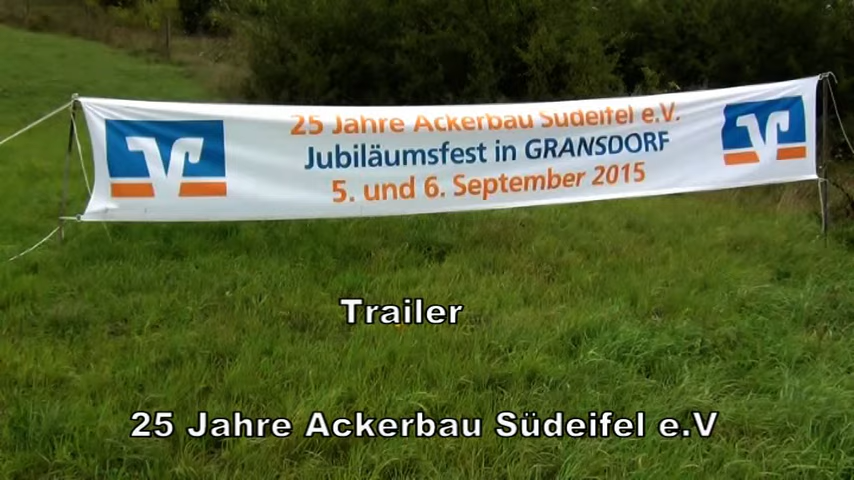 25 Jahre Ackerbau Südeifel e.V.
Jubiläumsfest in GRANSDORF
5. und 6. September 2015
Trailer
25 Jahre Ackerbau Südeifel e.V